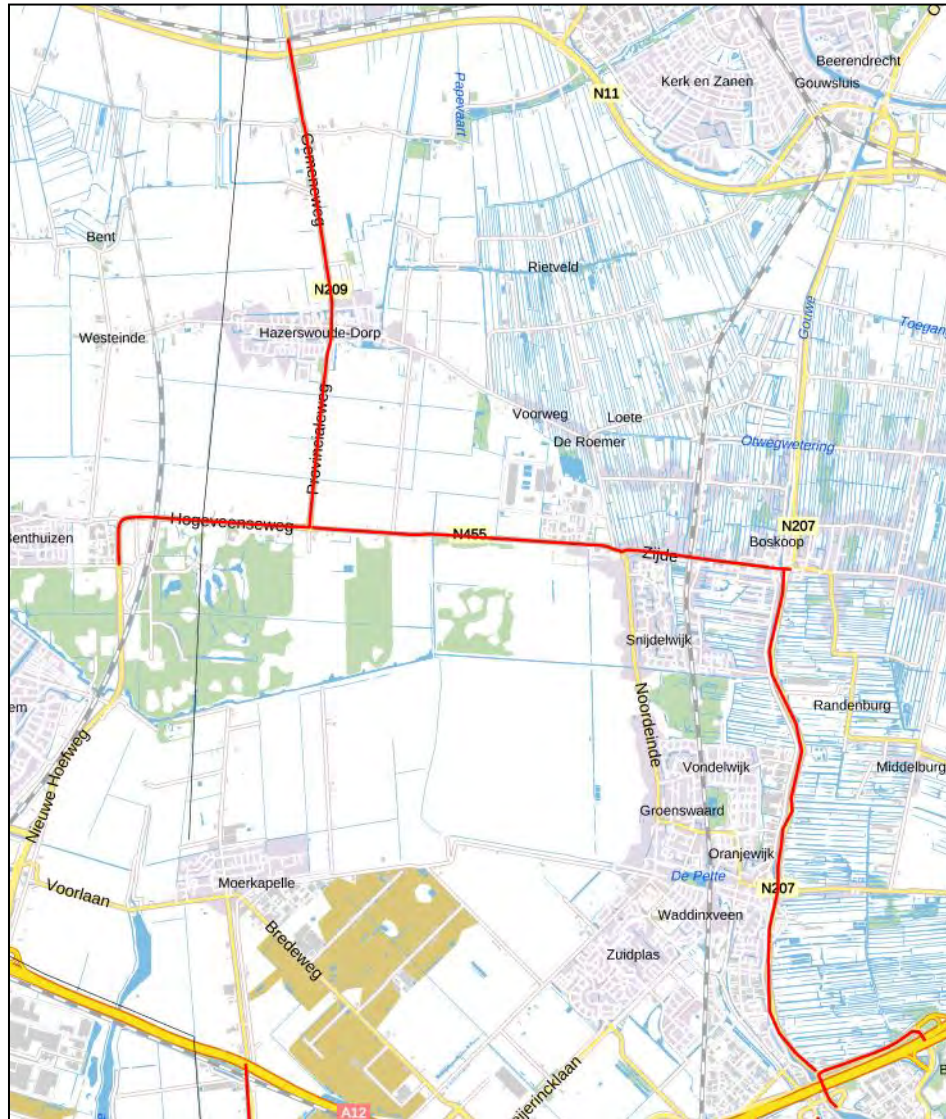 Beerendrecht
Kerk en Zanen
Gouwsluis
Papevaart
N11
Gemeneweg
Bent
Rietveld
N209
Gouwe
Westeinde
Hazerswoude-Dorp
Voorweg
Loete
De Roemer
Otwegwetering
Provincialeweg
Hogeveenseweg
N455
N207
Boskoop
Zijde
Snijdelwijk
Noordeinde
Randenburg
Vondelwijk
Middelburg
Nieuwe Hoefweg
Groenswaard
Oranjewijk
De Pette
Moerkapelle
N207
Voorlaan
Waddinxveen
Bredeweg
Zuidplas
A12